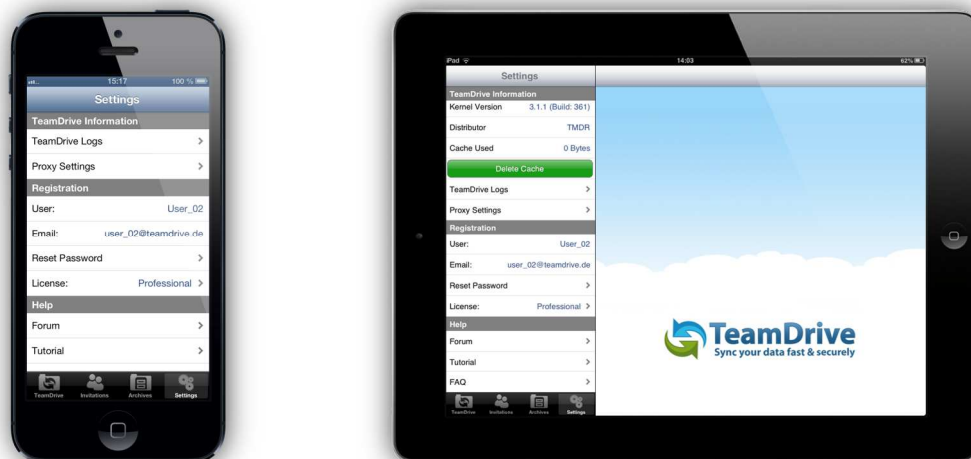 15:17
100 %
Settings
TeamDrive Information
TeamDrive Logs
Proxy Settings
Registration
User: User_02
Email: user_02@teamdrive.de
Reset Password
License: Professional
Help
Forum
Tutorial
TeamDrive Invitations Archives Settings
iPad 14:03 62%
Settings
TeamDrive Information
Kernel Version 3.1.1 (Build: 361)
Distributor TMDR
Cache Used 0 Bytes
Delete Cache
TeamDrive Logs
Proxy Settings
Registration
User: User_02
Email: user_02@teamdrive.de
Reset Password
License: Professional
Help
Forum
Tutorial
FAQ
TeamDrive Invitations Archives Settings
TeamDrive
Sync your data fast & securely